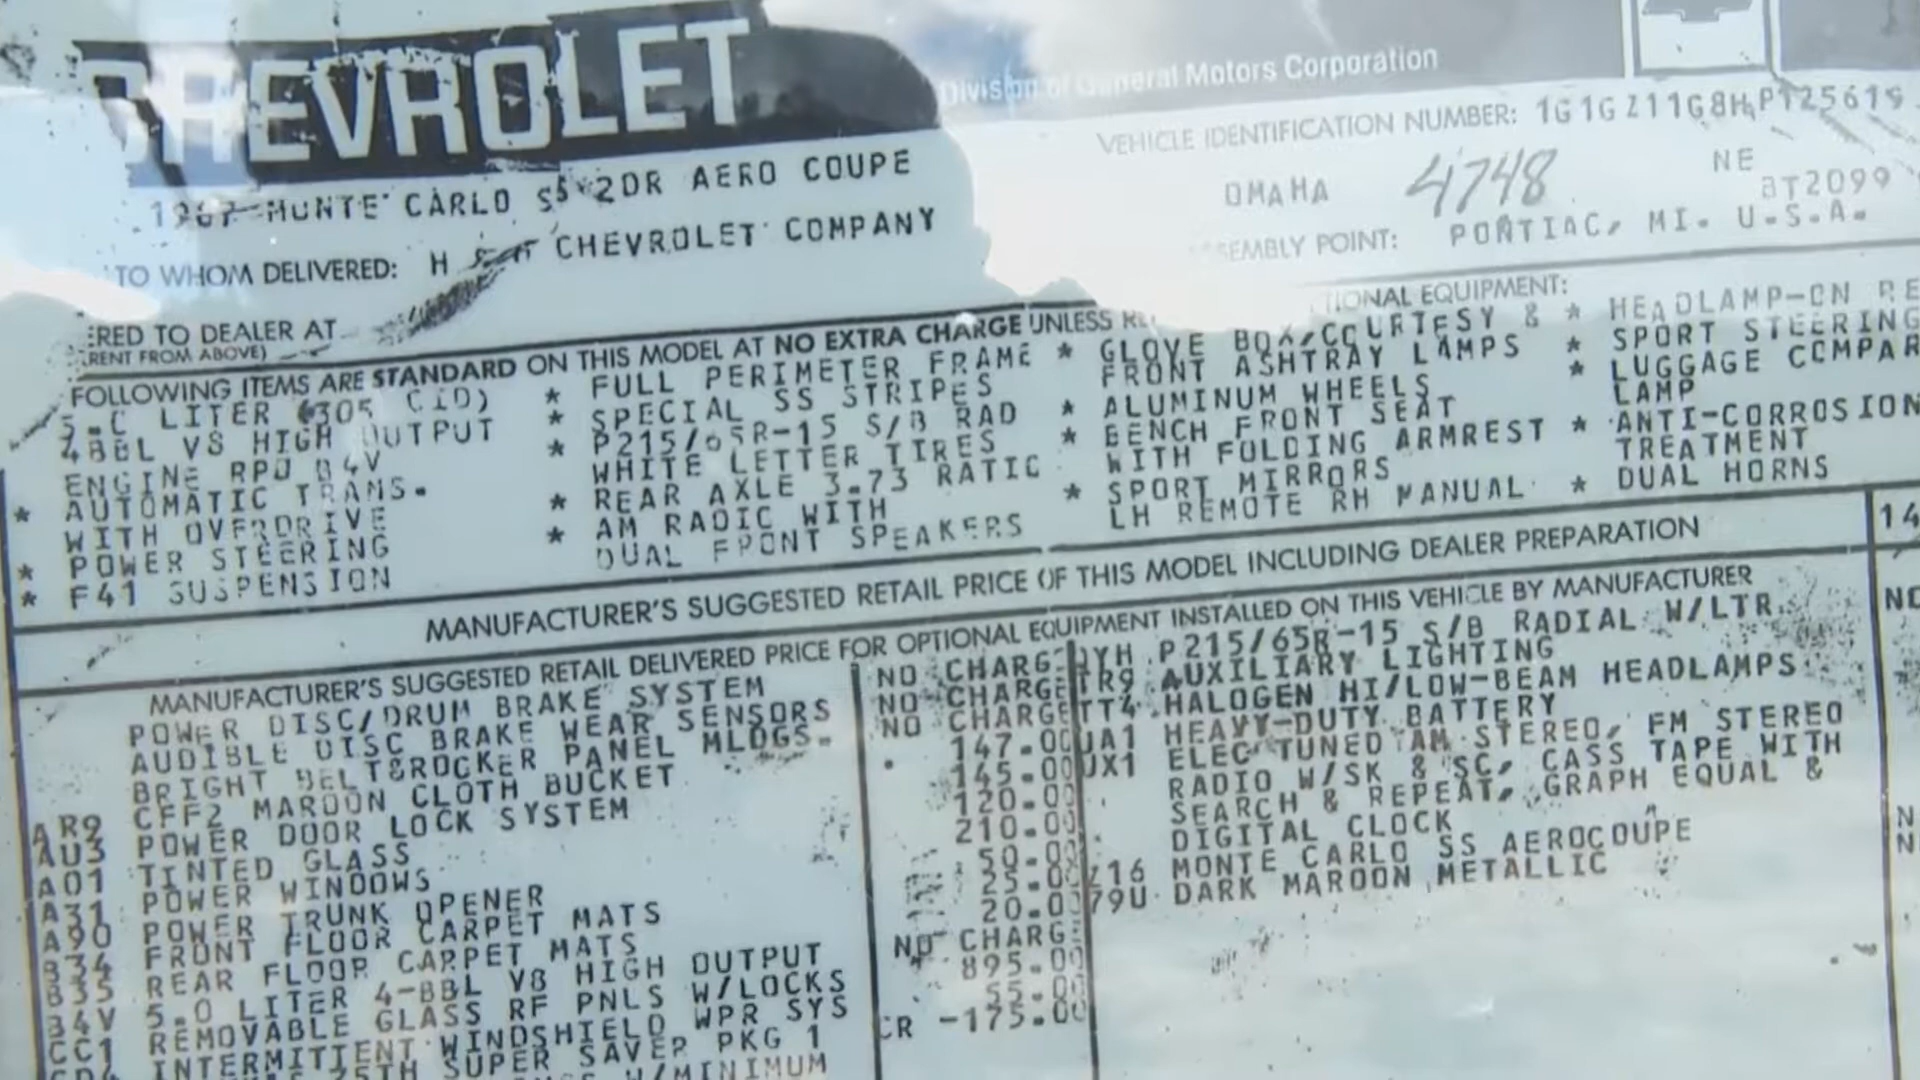 CHEVROLET
Division of General Motors Corporation
1987 MONTE CARLO SS 2DR AERO COUPE
VEHICLE IDENTIFICATION NUMBER: 1G1GZ11G8HP125619
OMAHA 4748 NE
BT2099
TO WHOM DELIVERED: H CHEVROLET COMPANY
SEMBLY POINT: PONTIAC, MI. U.S.A.
ERED TO DEALER AT
RENT FROM ABOVE)
FOLLOWING ITEMS ARE STANDARD ON THIS MODEL AT NO EXTRA CHARGE UNLESS
IONAL EQUIPMENT:
5.0 LITER (305 CID)
4BBL V8 HIGH OUTPUT
ENGINE RPO B4V
* AUTOMATIC TRANS.
WITH OVERDRIVE
* POWER STEERING
* F41 SUSPENSION
* FULL PERIMETER FRAME
* SPECIAL SS STRIPES
* P215/65R-15 S/B RAD
WHITE LETTER TIRES
* REAR AXLE 3.73 RATIO
* AM RADIO WITH
DUAL FRONT SPEAKERS
* GLOVE BOX, COURTESY &
FRONT ASHTRAY LAMPS
* ALUMINUM WHEELS
* BENCH FRONT SEAT
WITH FOLDING ARMREST
* SPORT MIRRORS
LH REMOTE RH MANUAL
* HEADLAMP-ON RE
* SPORT STEERING
* LUGGAGE COMPAR
LAMP
* ANTI-CORROSION
TREATMENT
* DUAL HORNS
MANUFACTURER'S SUGGESTED RETAIL PRICE OF THIS MODEL INCLUDING DEALER PREPARATION 14
MANUFACTURER'S SUGGESTED RETAIL DELIVERED PRICE FOR OPTIONAL EQUIPMENT INSTALLED ON THIS VEHICLE BY MANUFACTURER
POWER DISC/DRUM BRAKE SYSTEM NO CHARGE
AUDIBLE DISC BRAKE WEAR SENSORS NO CHARGE
BRIGHT BELT&ROCKER PANEL MLDGS. NO CHARGE
AR9 CFF2 MAROON CLOTH BUCKET 147.00
AU3 POWER DOOR LOCK SYSTEM 145.00
A01 TINTED GLASS 120.00
A31 POWER WINDOWS 210.00
A90 POWER TRUNK OPENER 50.00
B34 FRONT FLOOR CARPET MATS 25.00
B35 REAR FLOOR CARPET MATS 20.00
B4V 5.0 LITER 4-BBL V8 HIGH OUTPUT NO CHARGE
CC1 REMOVABLE GLASS RF PNLS W/LOCKS 895.00
CD4 INTERMITTENT WINDSHIELD WPR SYS 55.00
SUPER SAVER PKG 1 CR -175.00
W/MINIMUM
QYH P215/65R-15 S/B RADIAL W/LTR NO
TR9 AUXILIARY LIGHTING
TT4 HALOGEN HI/LOW-BEAM HEADLAMPS
UA1 HEAVY-DUTY BATTERY
UX1 ELEC TUNED AM STEREO, FM STEREO
RADIO W/SK & SC, CASS TAPE WITH
SEARCH & REPEAT, GRAPH EQUAL &
DIGITAL CLOCK
Z16 MONTE CARLO SS AEROCOUPE N
79U DARK MAROON METALLIC N